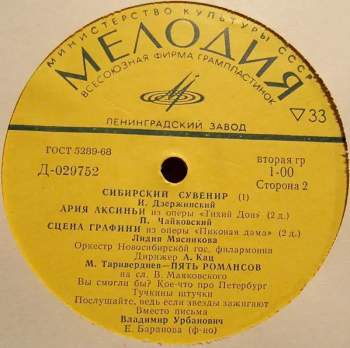 МИНИСТЕРСТВО КУЛЬТУРЫ СССР
МЕЛОДИЯ
ВСЕСОЮЗНАЯ ФИРМА ГРАМПЛАСТИНОК
▽33
ЛЕНИНГРАДСКИЙ ЗАВОД
ГОСТ 5289-68
вторая гр
Д-029752
1-00
Сторона 2
СИБИРСКИЙ СУВЕНИР (1)
И. Дзержинский
АРИЯ АКСИНЬИ из оперы «Тихий Дон» (2 д.)
П. Чайковский
СЦЕНА ГРАФИНИ из оперы «Пиковая дама» (2 д.)
Лидия Мясникова
Оркестр Новосибирской гос. филармонии
Дирижер А. Кац
М. Таривердиев—ПЯТЬ РОМАНСОВ
на сл. В. Маяковского
Вы смогли бы? Кое-что про Петербург
Тучкины штучки
Послушайте, ведь если звезды зажигают
Вместо письма
Владимир Урбанович
Е. Баранова (ф-но)